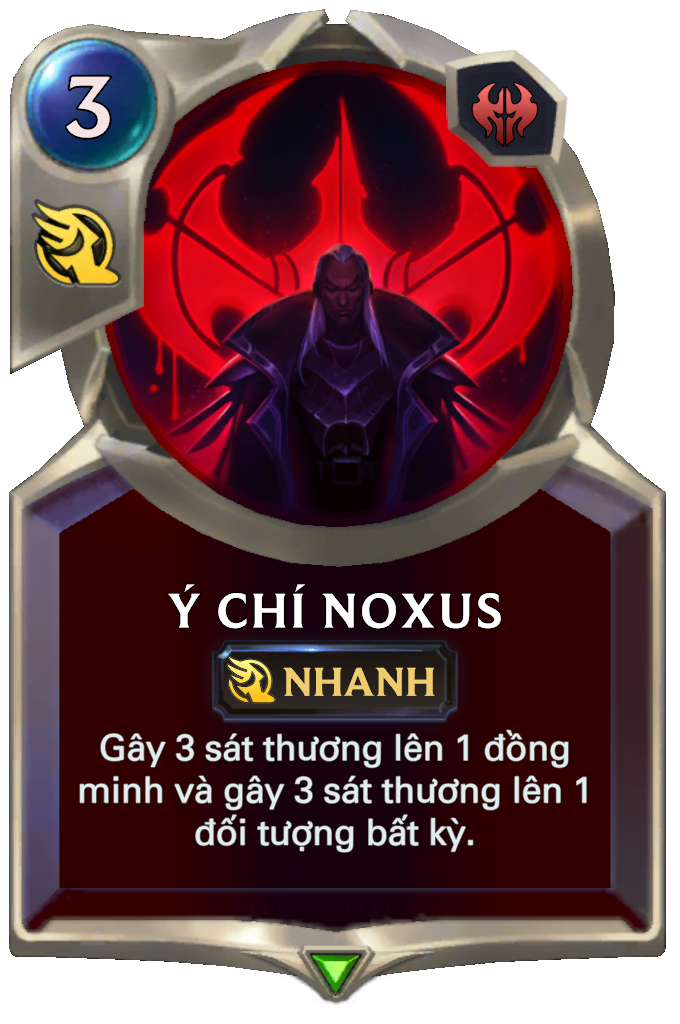 3
Ý CHÍ NOXUS
NHANH
Gây 3 sát thương lên 1 đồng
minh và gây 3 sát thương lên 1
đối tượng bất kỳ.